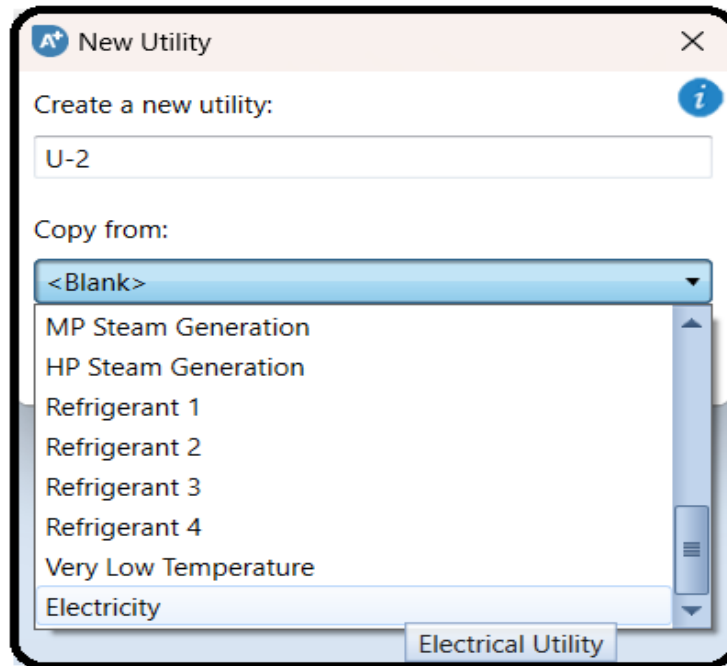 A+ New Utility
Create a new utility:
i
U-2
Copy from:
<Blank>
MP Steam Generation
HP Steam Generation
Refrigerant 1
Refrigerant 2
Refrigerant 3
Refrigerant 4
Very Low Temperature
Electricity
Electrical Utility